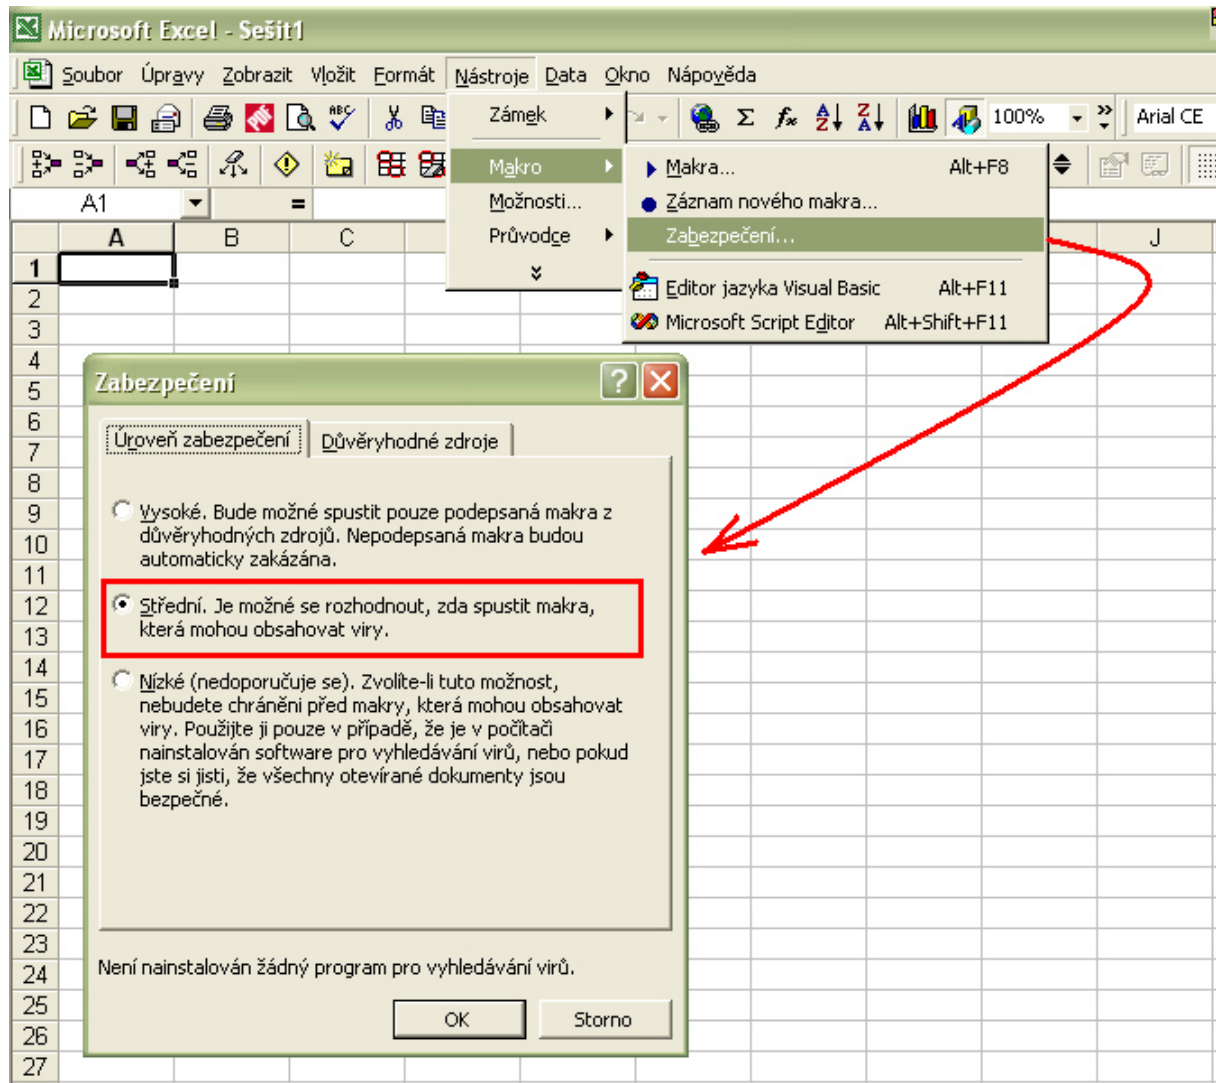 Microsoft Excel - Sešit1
Soubor Úpravy Zobrazit Vložit Formát Nástroje Data Okno Nápověda
100% Arial CE
Zámek
Makro
Možnosti...
Průvodce
Makra... Alt+F8
Záznam nového makra...
Zabezpečení...
Editor jazyka Visual Basic Alt+F11
Microsoft Script Editor Alt+Shift+F11
A1 =
A B C J
1
2
3
4
5
6
7
8
9
10
11
12
13
14
15
16
17
18
19
20
21
22
23
24
25
26
27
Zabezpečení
Úroveň zabezpečení Důvěryhodné zdroje
Vysoké. Bude možné spustit pouze podepsaná makra z
důvěryhodných zdrojů. Nepodepsaná makra budou
automaticky zakázána.
Střední. Je možné se rozhodnout, zda spustit makra,
která mohou obsahovat viry.
Nízké (nedoporučuje se). Zvolíte-li tuto možnost,
nebudete chráněni před makry, která mohou obsahovat
viry. Použijte ji pouze v případě, že je v počítači
nainstalován software pro vyhledávání virů, nebo pokud
jste si jisti, že všechny otevírané dokumenty jsou
bezpečné.
Není nainstalován žádný program pro vyhledávání virů.
OK Storno